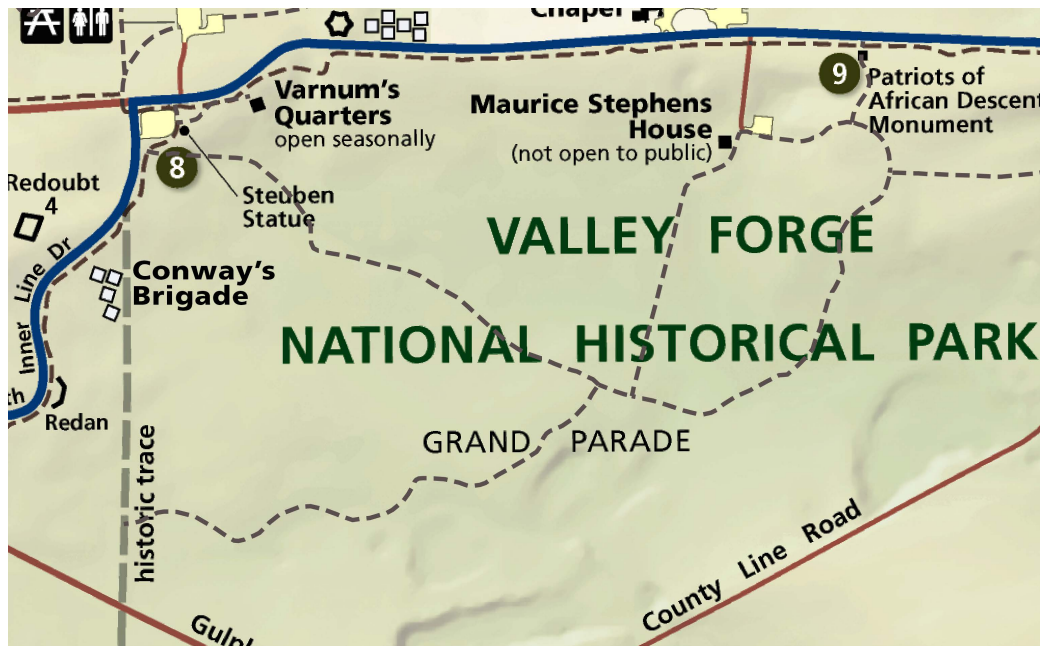 Chapel
9
Patriots of
African Descent
Monument
Varnum's
Quarters
open seasonally
Maurice Stephens
House
(not open to public)
8
Steuben
Statue
Redoubt
4
VALLEY FORGE
Inner Line Dr
Conway's
Brigade
NATIONAL HISTORICAL PARK
Redan
GRAND PARADE
historic trace
County Line Road